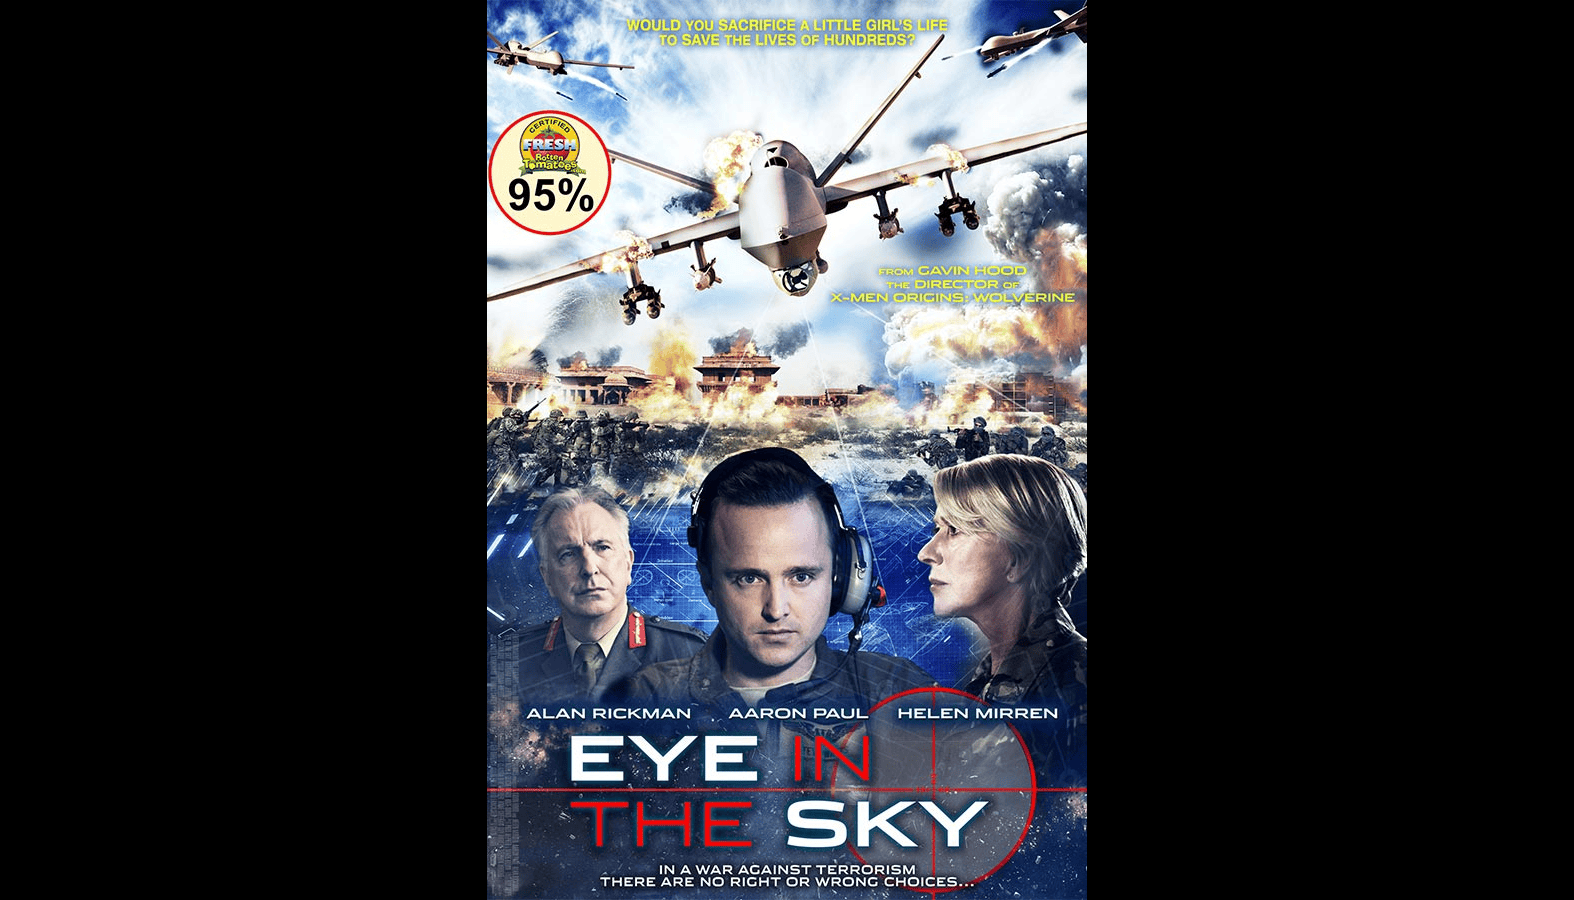 WOULD YOU SACRIFICE A LITTLE GIRL'S LIFE
TO SAVE THE LIVES OF HUNDREDS?
CERTIFIED
FRESH
Rotten
Tomatoes
95%
FROM GAVIN HOOD
THE DIRECTOR OF
X-MEN ORIGINS: WOLVERINE
ALAN RICKMAN AARON PAUL HELEN MIRREN
EYE IN
THE SKY
IN A WAR AGAINST TERRORISM
THERE ARE NO RIGHT OR WRONG CHOICES...